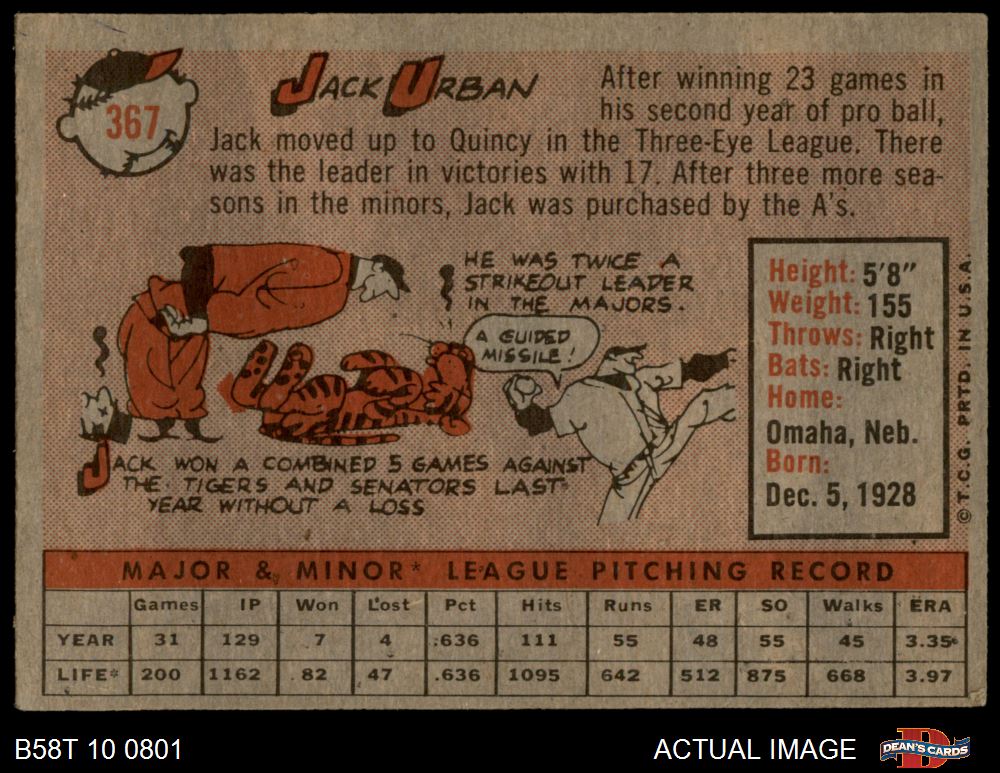 367
JACK URBAN
After winning 23 games in
his second year of pro ball,
Jack moved up to Quincy in the Three-Eye League. There
was the leader in victories with 17. After three more sea-
sons in the minors, Jack was purchased by the A's.
HE WAS TWICE A
STRIKEOUT LEADER
IN THE MAJORS.
A GUIDED
MISSILE!
JACK WON A COMBINED 5 GAMES AGAINST
THE TIGERS AND SENATORS LAST
YEAR WITHOUT A LOSS
Height: 5'8"
Weight: 155
Throws: Right
Bats: Right
Home:
Omaha, Neb.
Born:
Dec. 5, 1928
© T.C.G. PRTD. IN U.S.A.
MAJOR & MINOR* LEAGUE PITCHING RECORD
Games IP Won Lost Pct Hits Runs ER SO Walks ERA
YEAR 31 129 7 4 .636 111 55 48 55 45 3.35*
LIFE* 200 1162 82 47 .636 1095 642 512 875 668 3.97
B58T 10 0801
ACTUAL IMAGE
DEAN'S CARDS